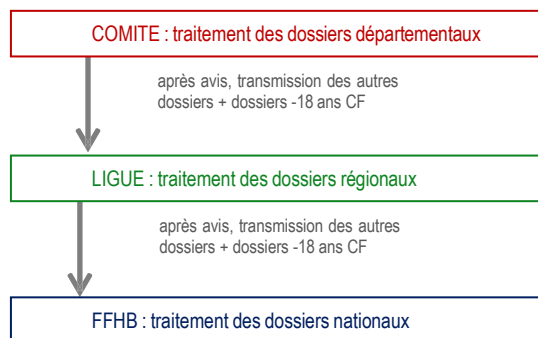 COMITE : traitement des dossiers départementaux
après avis, transmission des autres
dossiers + dossiers -18 ans CF
LIGUE : traitement des dossiers régionaux
après avis, transmission des autres
dossiers + dossiers -18 ans CF
FFHB : traitement des dossiers nationaux